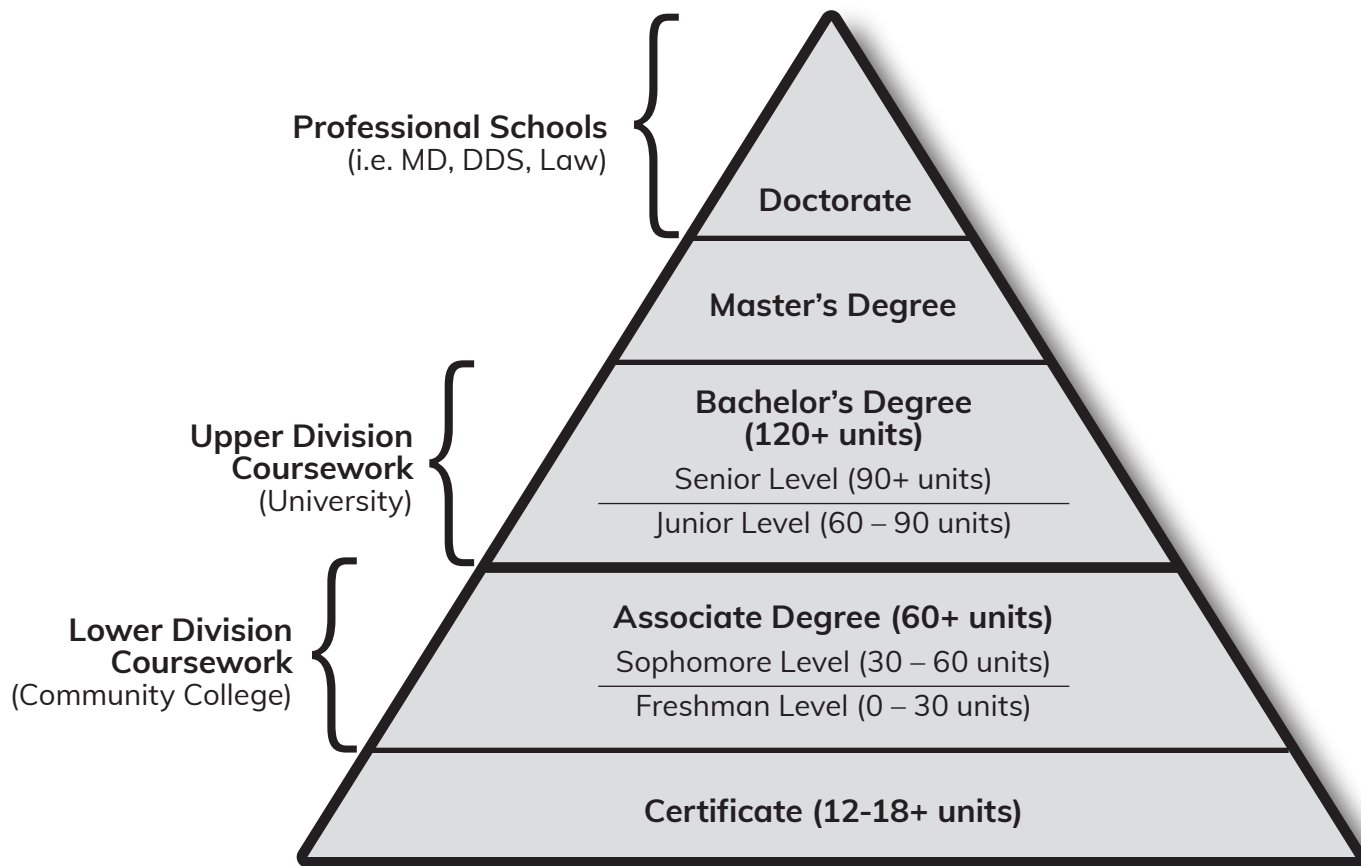 Professional Schools
(i.e. MD, DDS, Law)
Doctorate
Master’s Degree
Upper Division
Coursework
(University)
Bachelor’s Degree
(120+ units)
Senior Level (90+ units)
Junior Level (60 – 90 units)
Lower Division
Coursework
(Community College)
Associate Degree (60+ units)
Sophomore Level (30 – 60 units)
Freshman Level (0 – 30 units)
Certificate (12-18+ units)